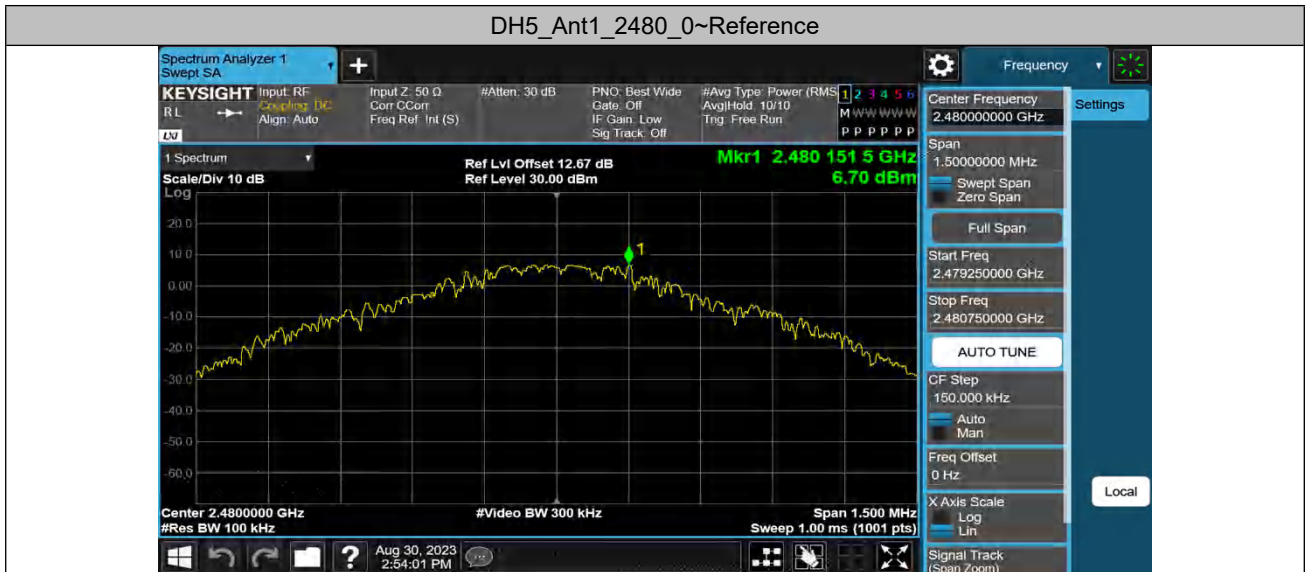 DH5_Ant1_2480_0~Reference
Spectrum Analyzer 1
Swept SA
+
Frequency
KEYSIGHT Input: RF Input Z: 50 Ω #Atten: 30 dB PNO: Best Wide #Avg Type: Power (RMS 1 2 3 4 5 6
RL Coupling: DC Corr CCorr Gate: Off Avg|Hold: 10/10 M W W W W W
Align: Auto Freq Ref: Int (S) IF Gain: Low Trig: Free Run
LXI Sig Track: Off P P P P P P
Center Frequency
2.480000000 GHz
Settings
1 Spectrum
Scale/Div 10 dB
Ref Lvl Offset 12.67 dB
Ref Level 30.00 dBm
Mkr1 2.480 151 5 GHz
6.70 dBm
Log
20.0
10.0
0.00
-10.0
-20.0
-30.0
-40.0
-50.0
-60.0
1
Center 2.4800000 GHz #Video BW 300 kHz Span 1.500 MHz
#Res BW 100 kHz Sweep 1.00 ms (1001 pts)
Span
1.50000000 MHz
Swept Span
Zero Span
Full Span
Start Freq
2.479250000 GHz
Stop Freq
2.480750000 GHz
AUTO TUNE
CF Step
150.000 kHz
Auto
Man
Freq Offset
0 Hz
X Axis Scale
Log
Lin
Local
Signal Track
(Span Zoom)
?
Aug 30, 2023
2:54:01 PM